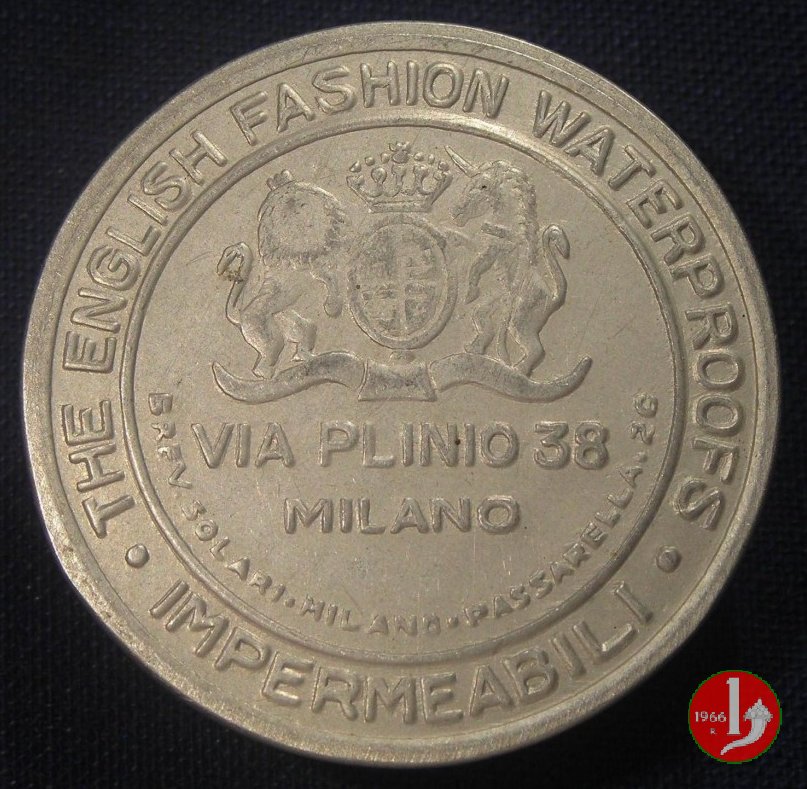 THE ENGLISH FASHION WATERPROOFS
VIA PLINIO 38
MILANO
BREV. SOLARI · MILANO · PASSARELLA · 26
· IMPERMEABILI ·
1966
R